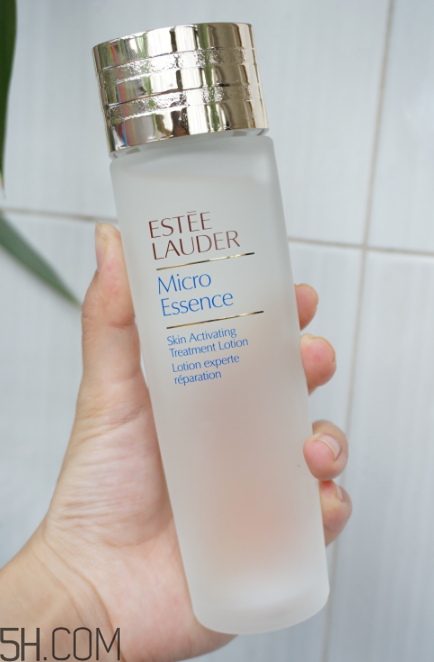 ESTĒE
LAUDER
Micro
Essence
Skin Activating
Treatment Lotion
Lotion experte
réparation
5H.COM